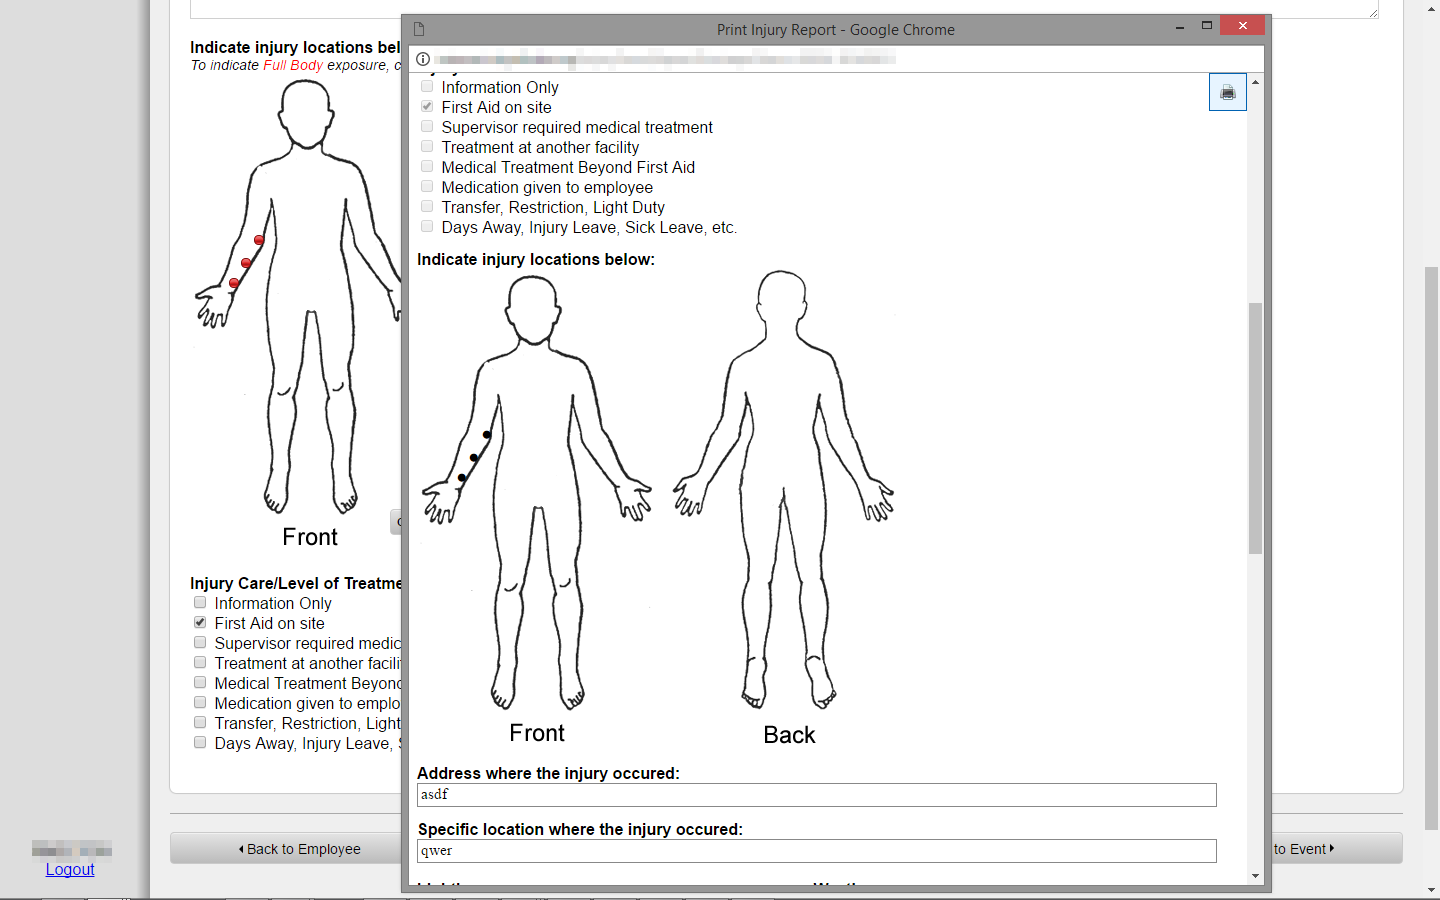 Indicate injury locations bel
To indicate Full Body exposure, c
Front
Injury Care/Level of Treatme
Information Only
First Aid on site
Supervisor required medic
Treatment at another facili
Medical Treatment Beyond
Medication given to emplo
Transfer, Restriction, Light
Days Away, Injury Leave, S
Back to Employee
to Event
Logout
Print Injury Report - Google Chrome
Information Only
First Aid on site
Supervisor required medical treatment
Treatment at another facility
Medical Treatment Beyond First Aid
Medication given to employee
Transfer, Restriction, Light Duty
Days Away, Injury Leave, Sick Leave, etc.
Indicate injury locations below:
Front
Back
Address where the injury occured:
asdf
Specific location where the injury occured:
qwer